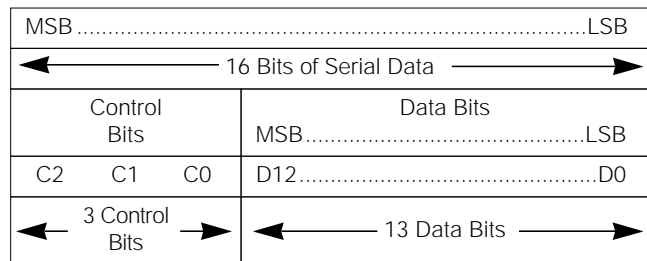 MSB..................................................................................LSB
16 Bits of Serial Data
Control
Bits
Data Bits
MSB.............................................LSB
C2 C1 C0
D12................................................D0
3 Control
Bits
13 Data Bits